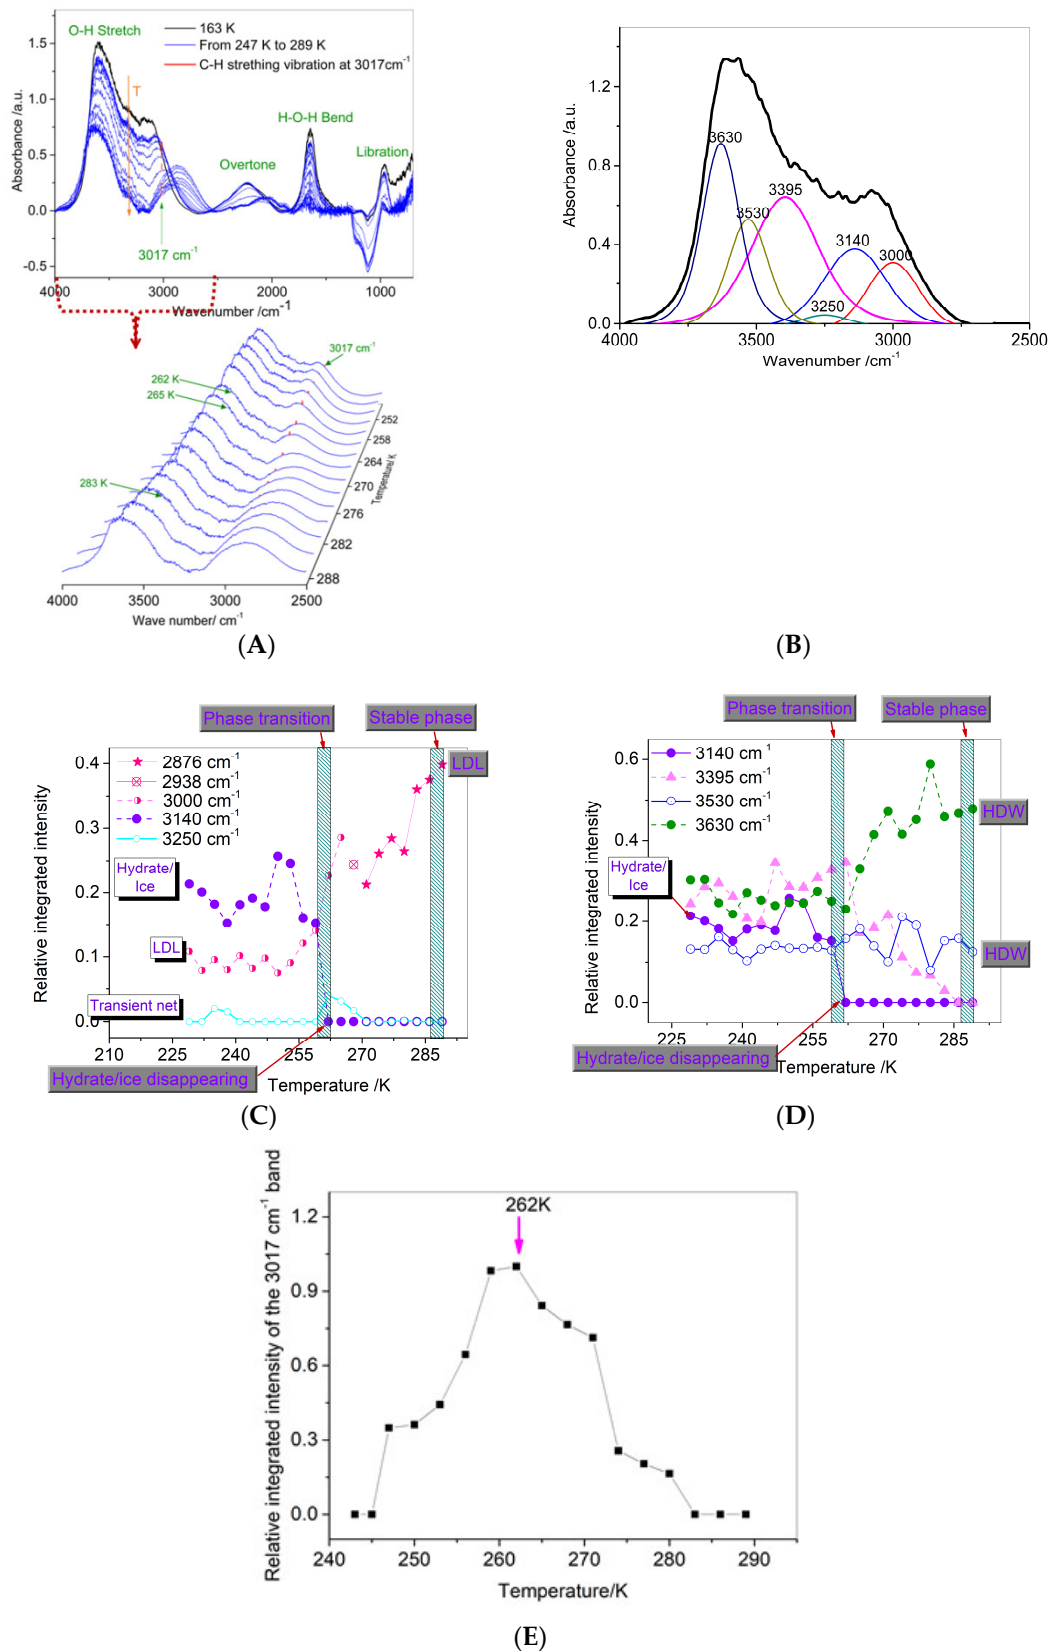 O-H Stretch
163 K
From 247 K to 289 K
C-H strething vibration at 3017cm-1
T
H-O-H Bend
Overtone
Libration
3017 cm-1
Absorbance /a.u.
1.5
1.0
0.5
0.0
-0.5
4000 3000 2000 1000
Wavenumber /cm-1
3017 cm-1
262 K
265 K
283 K
252
258
264
270
276
282
288
Temperature/ K
4000 3500 3000 2500
Wave number/ cm-1
(A)
Absorbance /a.u.
1.2
0.8
0.4
0.0
3630
3530
3395
3250
3140
3000
4000 3500 3000 2500
Wavenumber /cm-1
(B)
Phase transition
Stable phase
2876 cm-1
2938 cm-1
3000 cm-1
3140 cm-1
3250 cm-1
LDL
Hydrate/
Ice
LDL
Transient net
Relative integrated intensity
0.4
0.3
0.2
0.1
0.0
210 225 240 255 270 285
Hydrate/ice disappearing
Temperature /K
(C)
Phase transition
Stable phase
3140 cm-1
3395 cm-1
3530 cm-1
3630 cm-1
HDW
Hydrate/
Ice
HDW
Relative integrated intensity
0.6
0.4
0.2
0.0
225 240 255 270 285
Hydrate/ice disappearing
Temperature /K
(D)
Relative integrated intensity of the 3017 cm-1 band
262K
1.2
0.9
0.6
0.3
0.0
240 250 260 270 280 290
Temperature/K
(E)